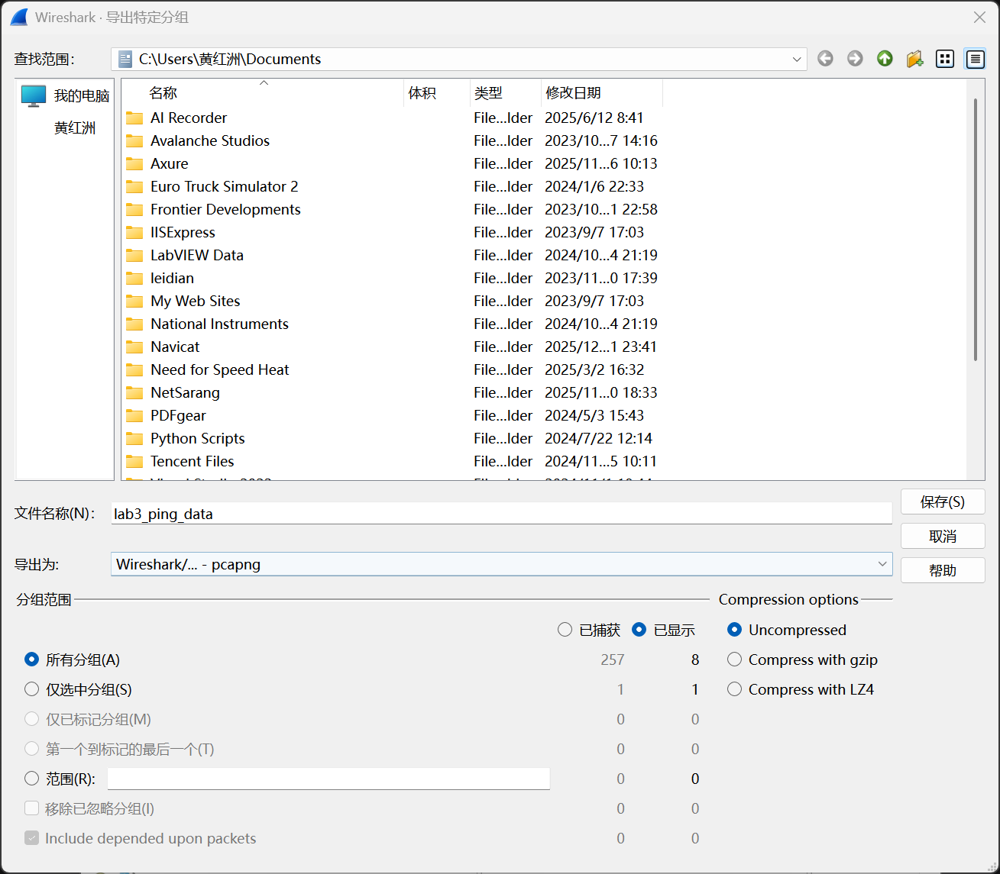 Wireshark · 导出特定分组
查找范围：
C:\Users\黄红洲\Documents
我的电脑
黄红洲
名称 体积 类型 修改日期
AI Recorder File...lder 2025/6/12 8:41
Avalanche Studios File...lder 2023/10...7 14:16
Axure File...lder 2025/11...6 10:13
Euro Truck Simulator 2 File...lder 2024/1/6 22:33
Frontier Developments File...lder 2023/10...1 22:58
IISExpress File...lder 2023/9/7 17:03
LabVIEW Data File...lder 2024/10...4 21:19
leidian File...lder 2023/11...0 17:39
My Web Sites File...lder 2023/9/7 17:03
National Instruments File...lder 2024/10...4 21:19
Navicat File...lder 2025/12...1 23:41
Need for Speed Heat File...lder 2025/3/2 16:32
NetSarang File...lder 2025/11...0 18:33
PDFgear File...lder 2024/5/3 15:43
Python Scripts File...lder 2024/7/22 12:14
Tencent Files File...lder 2024/11...5 10:11
文件名称(N)： lab3_ping_data 保存(S)
取消
导出为: Wireshark/... - pcapng
帮助
分组范围 Compression options
已捕获 已显示 Uncompressed
所有分组(A) 257 8 Compress with gzip
仅选中分组(S) 1 1 Compress with LZ4
仅已标记分组(M) 0 0
第一个到标记的最后一个(T) 0 0
范围(R): 0 0
移除已忽略分组(I) 0 0
Include depended upon packets 0 0